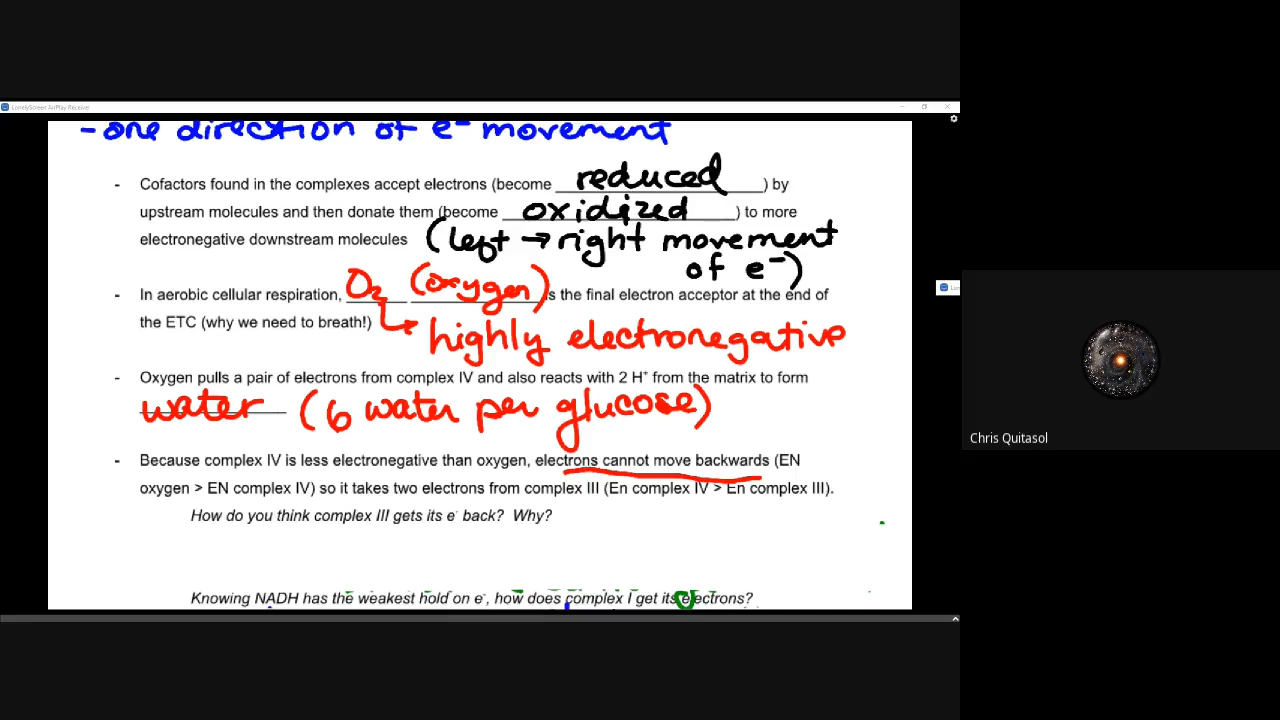 LonelyScreen AirPlay Receiver
- one direction of e⁻ movement
- Cofactors found in the complexes accept electrons (become reduced) by
upstream molecules and then donate them (become oxidized) to more
electronegative downstream molecules (left → right movement
of e⁻)
- In aerobic cellular respiration, O₂ (oxygen) is the final electron acceptor at the end of
the ETC (why we need to breath!) highly electronegative
- Oxygen pulls a pair of electrons from complex IV and also reacts with 2 H⁺ from the matrix to form
water (6 water per glucose)
- Because complex IV is less electronegative than oxygen, electrons cannot move backwards (EN
oxygen > EN complex IV) so it takes two electrons from complex III (En complex IV > En complex III).
How do you think complex III gets its e⁻ back? Why?
Knowing NADH has the weakest hold on e⁻, how does complex I get its electrons?
Chris Quitasol